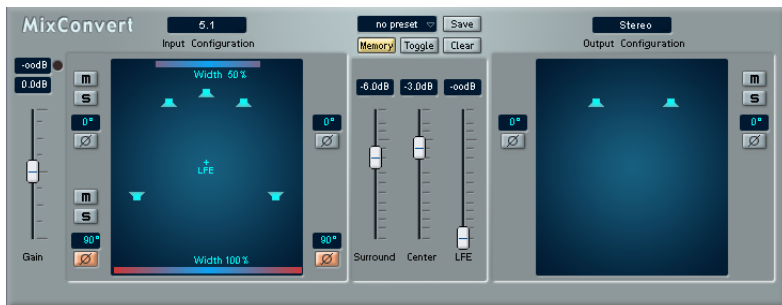 MixConvert
5.1
Input Configuration
no preset
Save
Memory
Toggle
Clear
Stereo
Output Configuration
-oodB
0.0dB
m
S
0°
Ø
m
S
90°
Ø
Gain
Width 50%
LFE
Width 100%
0°
Ø
90°
Ø
-6.0dB
-3.0dB
-oodB
Surround
Center
LFE
0°
Ø
m
S
0°
Ø